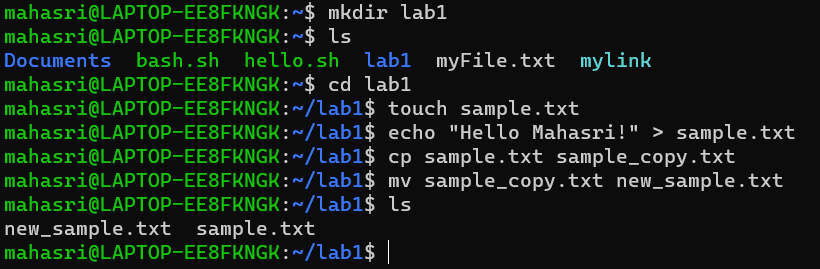 mahasri@LAPTOP-EE8FKNGK:~$ mkdir lab1
mahasri@LAPTOP-EE8FKNGK:~$ ls
Documents  bash.sh  hello.sh  lab1  myFile.txt  mylink
mahasri@LAPTOP-EE8FKNGK:~$ cd lab1
mahasri@LAPTOP-EE8FKNGK:~/lab1$ touch sample.txt
mahasri@LAPTOP-EE8FKNGK:~/lab1$ echo "Hello Mahasri!" > sample.txt
mahasri@LAPTOP-EE8FKNGK:~/lab1$ cp sample.txt sample_copy.txt
mahasri@LAPTOP-EE8FKNGK:~/lab1$ mv sample_copy.txt new_sample.txt
mahasri@LAPTOP-EE8FKNGK:~/lab1$ ls
new_sample.txt  sample.txt
mahasri@LAPTOP-EE8FKNGK:~/lab1$